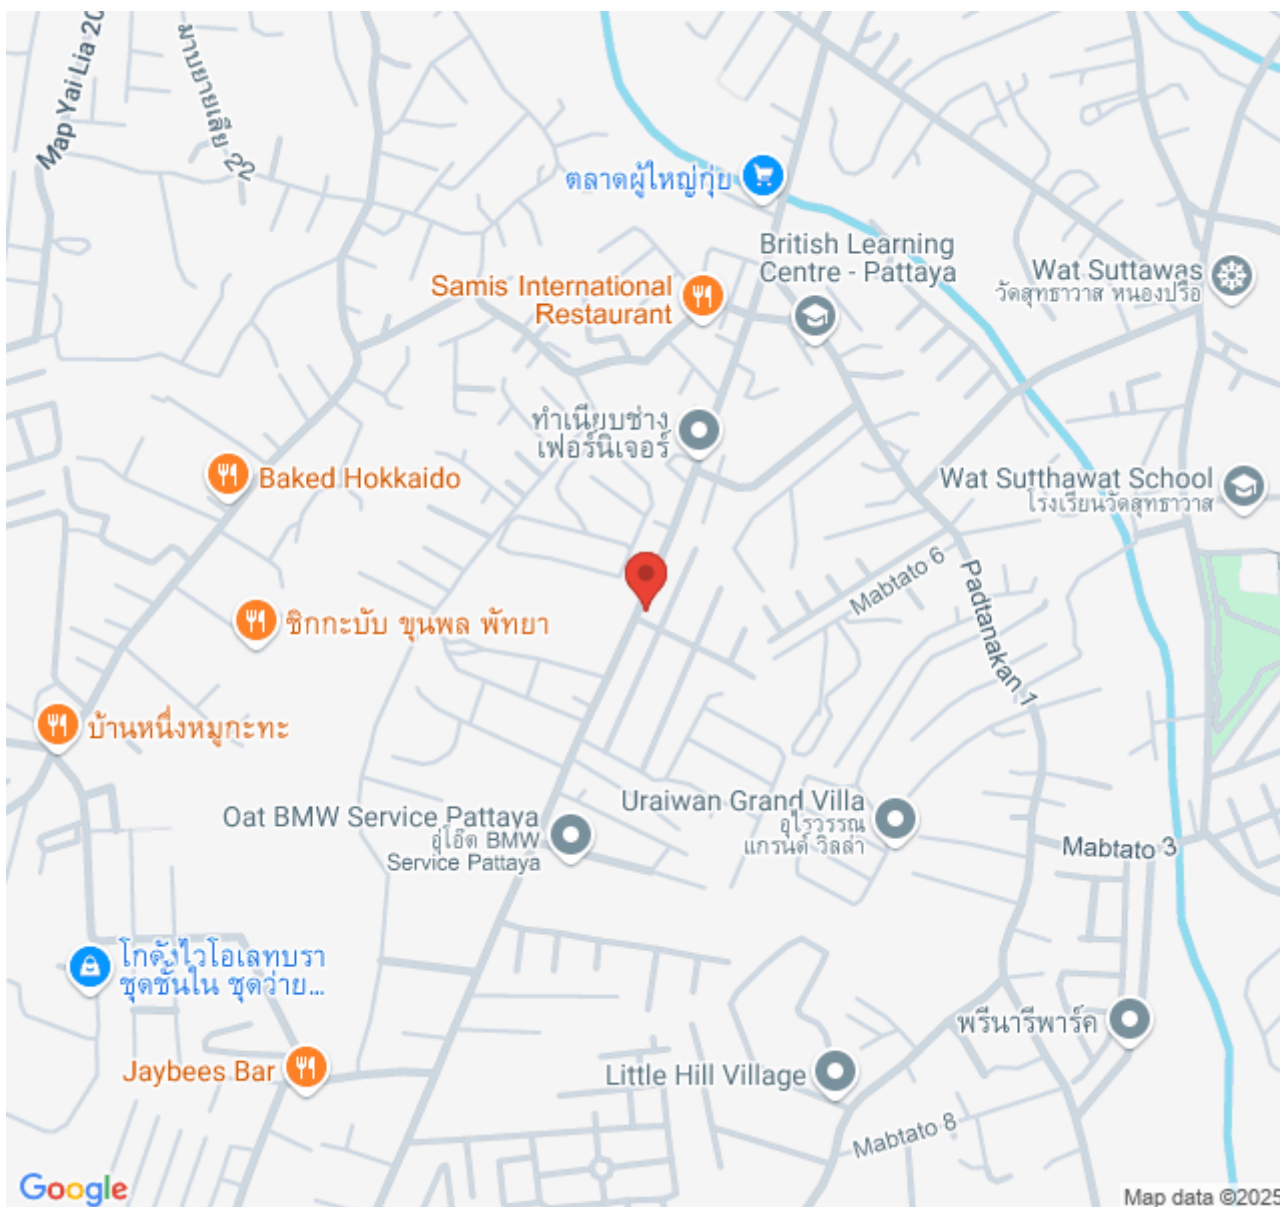 Map Yai Lia 20
มาบยายเลีย 22
ตลาดผู้ใหญ่กุ่ย
British Learning
Centre - Pattaya
Wat Suttawas
วัดสุทธาวาส หนองปรือ
Samis International
Restaurant
ทำเนียบช่าง
เฟอร์นิเจอร์
Baked Hokkaido
Wat Sutthawat School
โรงเรียนวัดสุทธาวาส
Mabtato 6
Padtanakan 1
ชิกกะบับ ขุนพล พัทยา
บ้านหนึ่งหมูกะทะ
Oat BMW Service Pattaya
อู่โอ๊ต BMW
Service Pattaya
Uraiwan Grand Villa
อุไรวรรณ
แกรนด์ วิลล่า
Mabtato 3
โกดังไวโอเลทบรา
ชุดชั้นใน ชุดว่าย...
พรีนารีพาร์ค
Jaybees Bar
Little Hill Village
Mabtato 8
Google
Map data ©2025